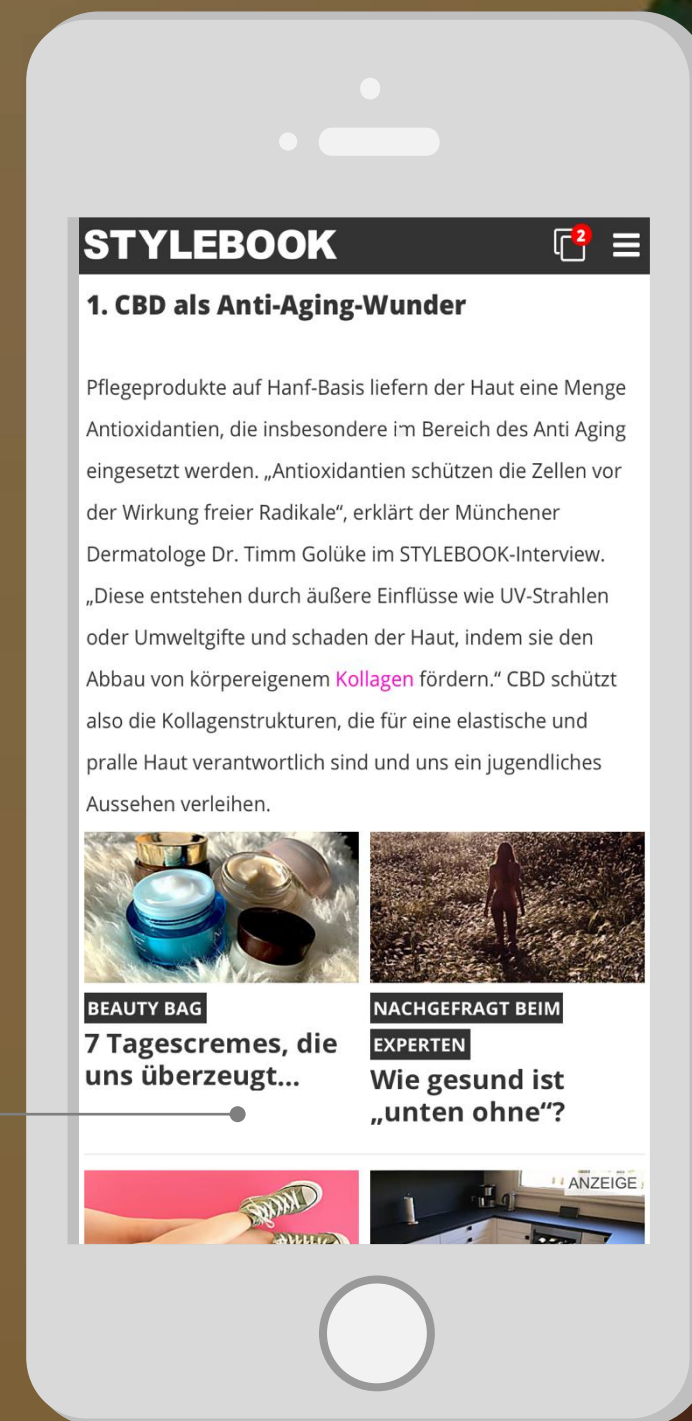 STYLEBOOK
2
1. CBD als Anti-Aging-Wunder
Pflegeprodukte auf Hanf-Basis liefern der Haut eine Menge
Antioxidantien, die insbesondere im Bereich des Anti Aging
eingesetzt werden. „Antioxidantien schützen die Zellen vor
der Wirkung freier Radikale“, erklärt der Münchener
Dermatologe Dr. Timm Golüke im STYLEBOOK-Interview.
„Diese entstehen durch äußere Einflüsse wie UV-Strahlen
oder Umweltgifte und schaden der Haut, indem sie den
Abbau von körpereigenem Kollagen fördern.“ CBD schützt
also die Kollagenstrukturen, die für eine elastische und
pralle Haut verantwortlich sind und uns ein jugendliches
Aussehen verleihen.
BEAUTY BAG
7 Tagescremes, die
uns überzeugt...
NACHGEFRAGT BEIM
EXPERTEN
Wie gesund ist
„unten ohne“?
ANZEIGE